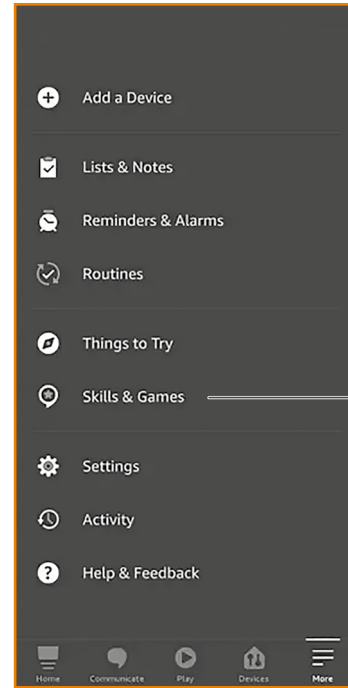 Add a Device
Lists & Notes
Reminders & Alarms
Routines
Things to Try
Skills & Games
Settings
Activity
Help & Feedback
Home Communicate Play Devices More